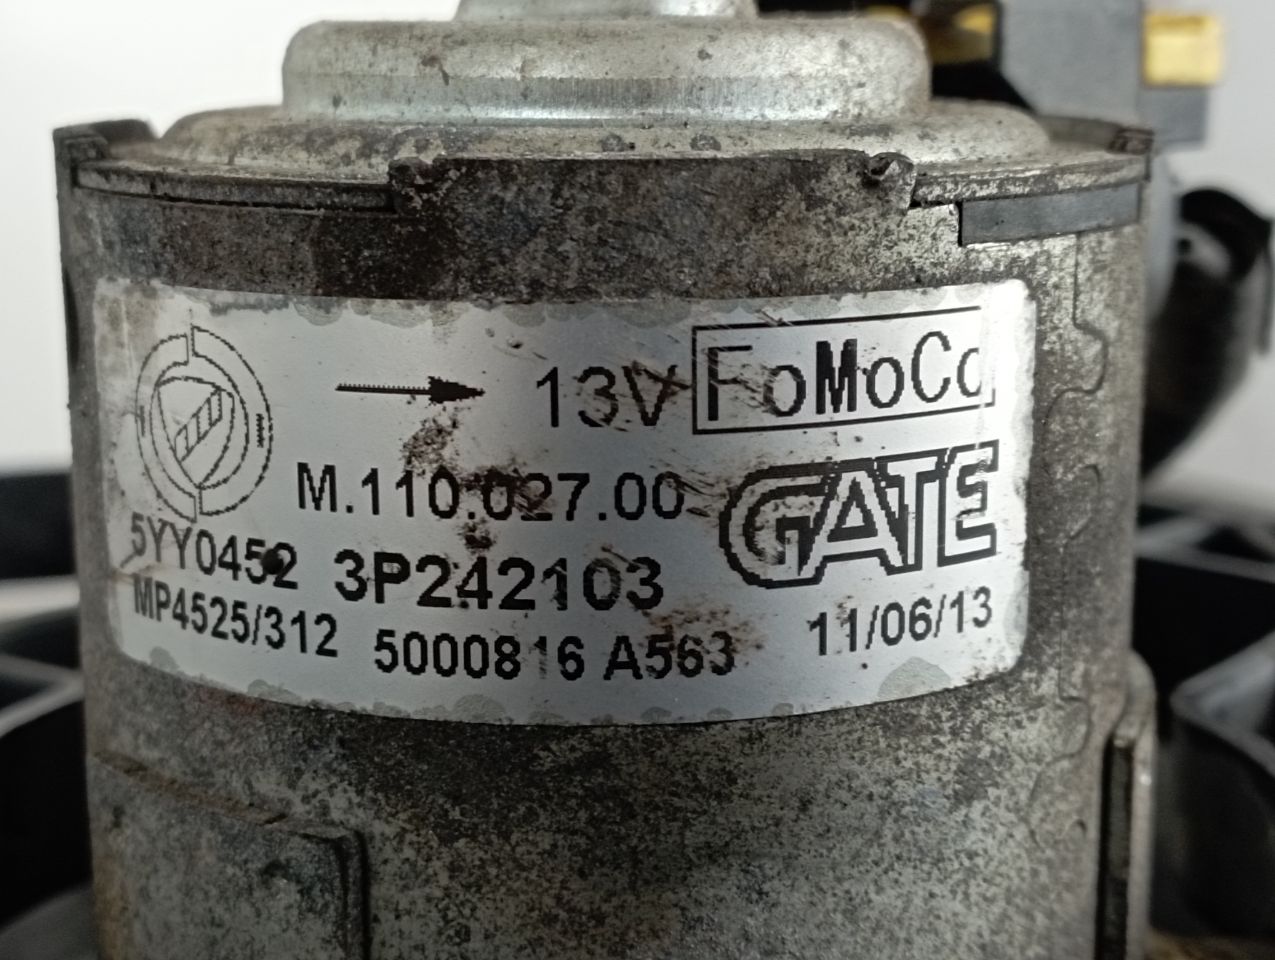 13V FoMoCo
M.110.027.00 GATE
5YY0452 3P242103
MP4525/312 5000816 A563 11/06/13